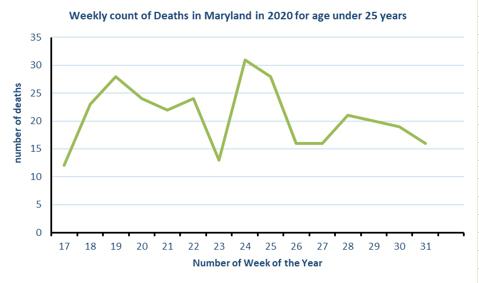 Weekly count of Deaths in Maryland in 2020 for age under 25 years
35
30
25
20
15
10
5
0
number of deaths
17 18 19 20 21 22 23 24 25 26 27 28 29 30 31
Number of Week of the Year